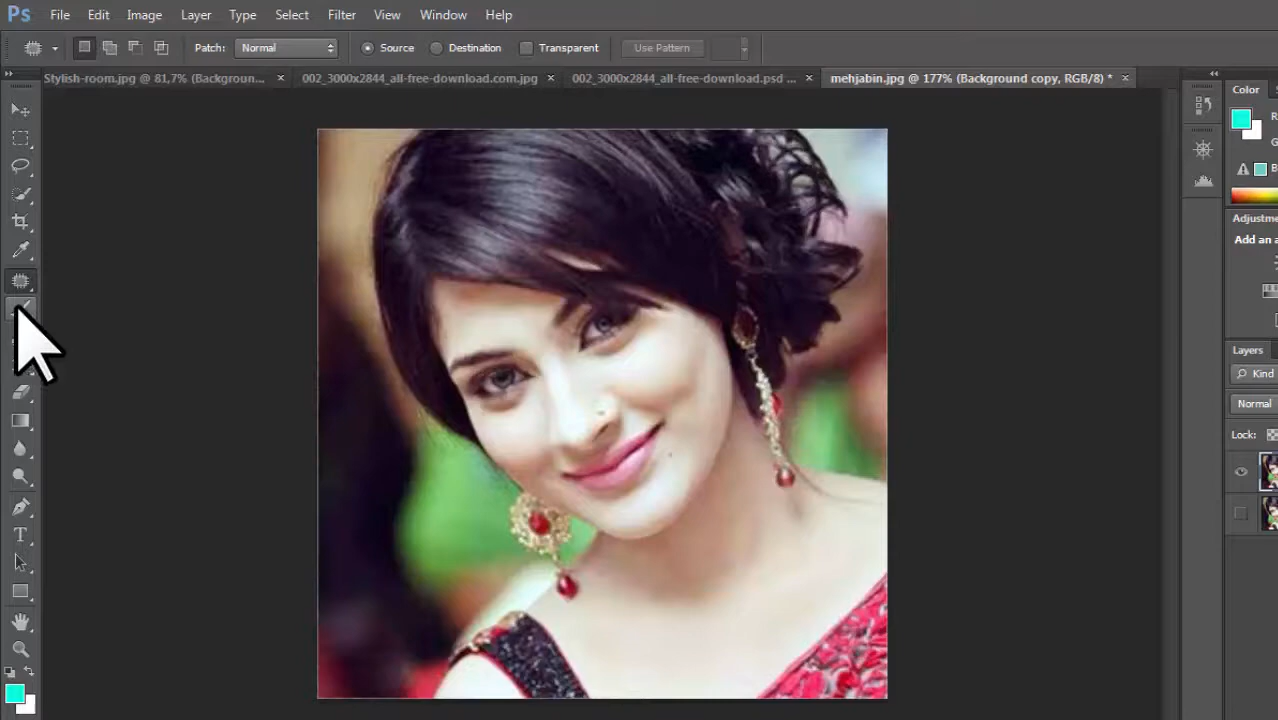 Ps File Edit Image Layer Type Select Filter View Window Help
Patch: Normal Source Destination Transparent Use Pattern
Stylish-room.jpg @ 81,7% (Backgroun... × 002_3000x2844_all-free-download.com.jpg × 002_3000x2844_all-free-download.psd ... × mehjabin.jpg @ 177% (Background copy, RGB/8) * ×
Color
R
G
B
Adjustme
Add an a
Layers
Kind
Normal
Lock:
T